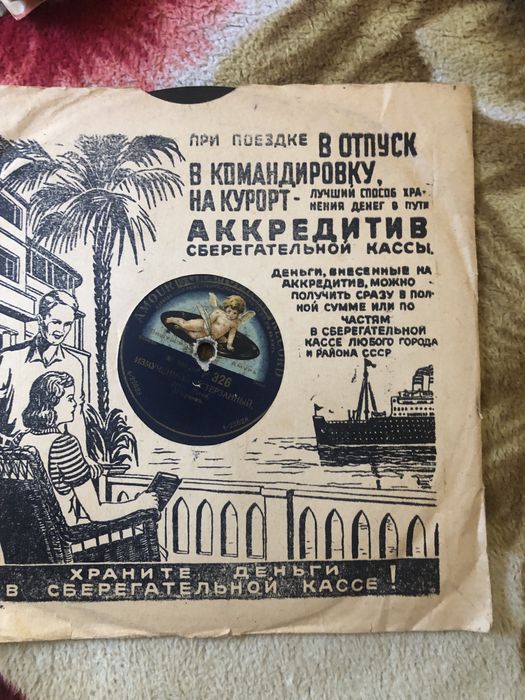 ПРИ ПОЕЗДКЕ В ОТПУСК
В КОМАНДИРОВКУ,
НА КУРОРТ - ЛУЧШИЙ СПОСОБ ХРА-
НЕНИЯ ДЕНЕГ В ПУТИ
АККРЕДИТИВ
СБЕРЕГАТЕЛЬНОЙ КАССЫ.
ДЕНЬГИ, ВНЕСЕННЫЕ НА
АККРЕДИТИВ, МОЖНО
ПОЛУЧИТЬ СРАЗУ В ПОЛ-
НОЙ СУММЕ ИЛИ ПО
ЧАСТЯМ
В СБЕРЕГАТЕЛЬНОЙ
КАССЕ ЛЮБОГО ГОРОДА
И РАЙОНА СССР
326
ИЗМУЧЕННЫЙ
ХРАНИТЕ ДЕНЬГИ
В СБЕРЕГАТЕЛЬНОЙ КАССЕ!